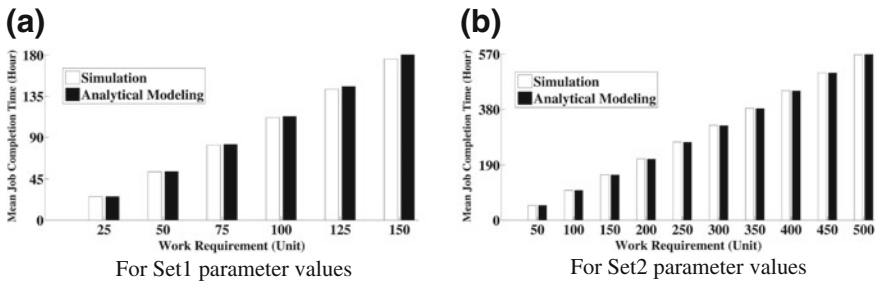 (a)
Mean Job Completion Time (Hour)
180
135
90
45
0
Simulation
Analytical Modeling
25 50 75 100 125 150
Work Requirement (Unit)
For Set1 parameter values
(b)
Mean Job Completion Time (Hour)
570
380
190
0
Simulation
Analytical Modeling
50 100 150 200 250 300 350 400 450 500
Work Requirement (Unit)
For Set2 parameter values